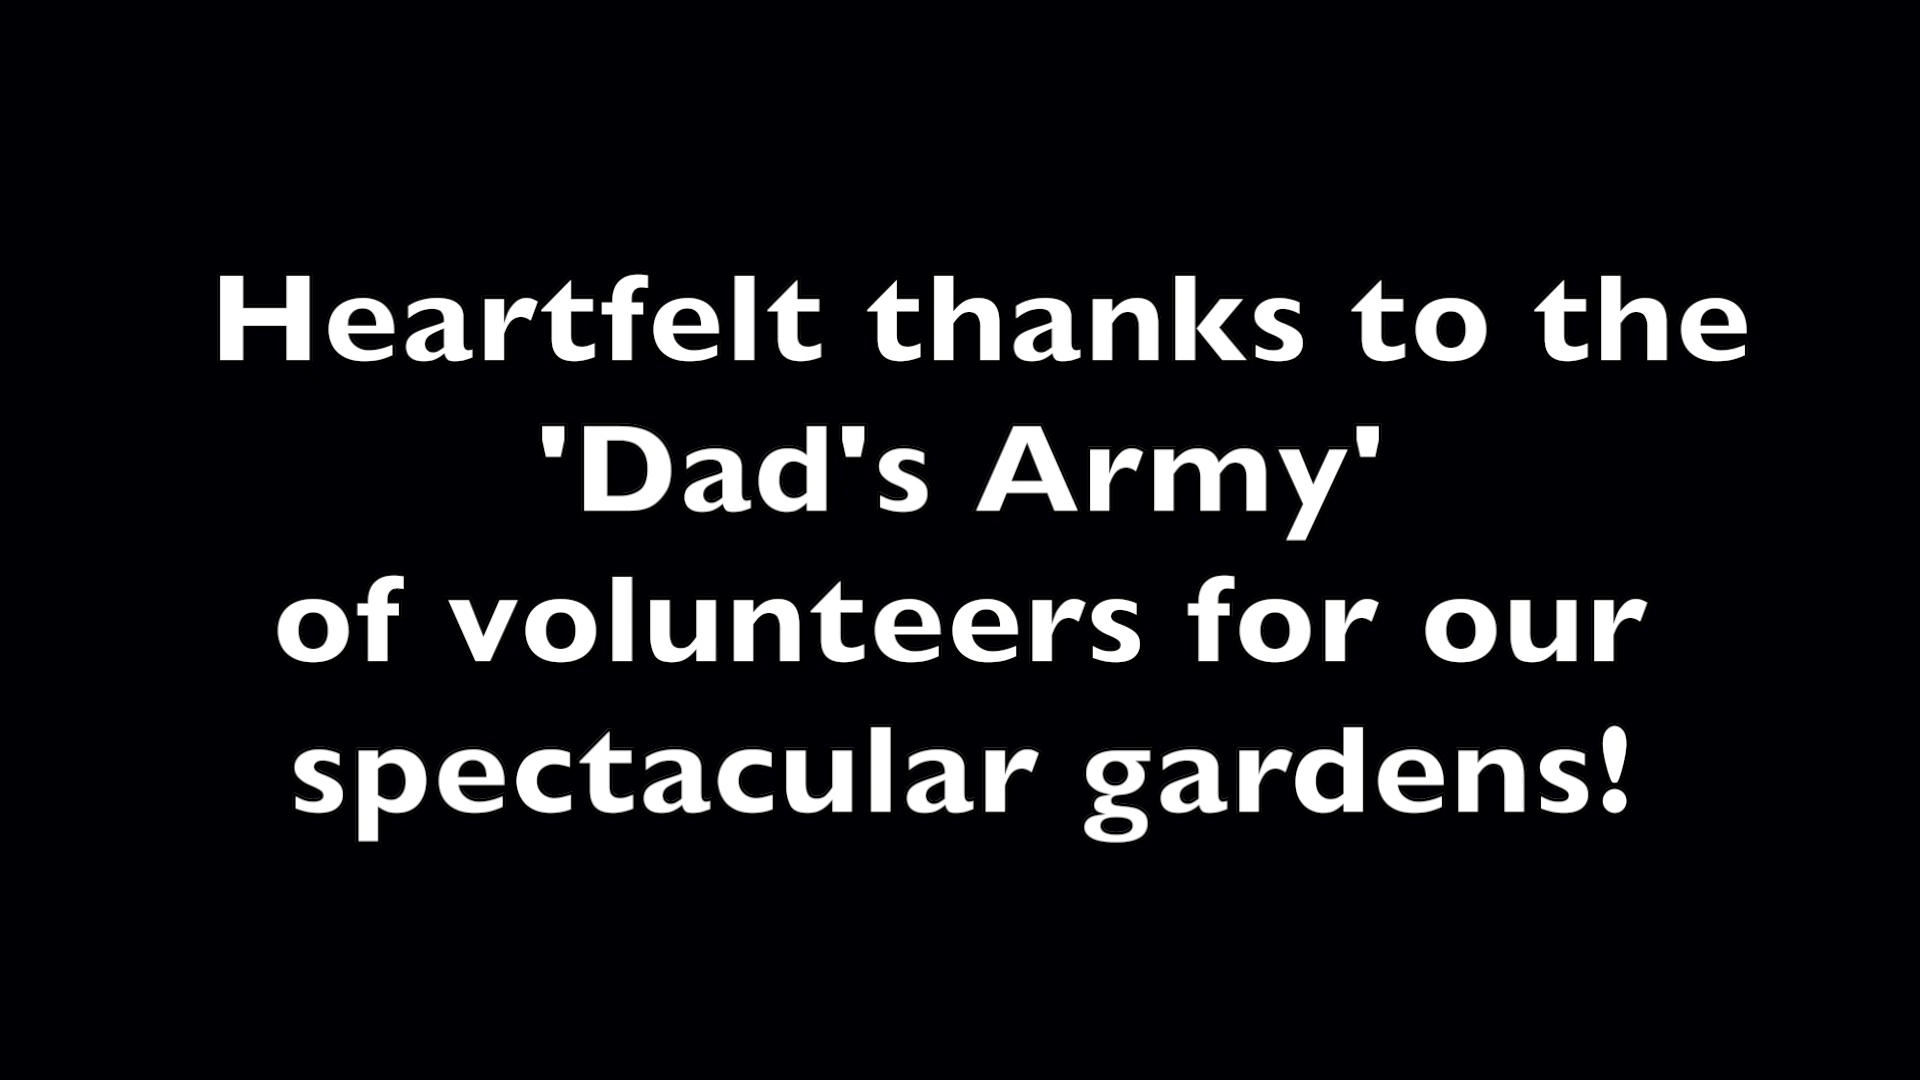 Heartfelt thanks to the
'Dad's Army'
of volunteers for our
spectacular gardens!